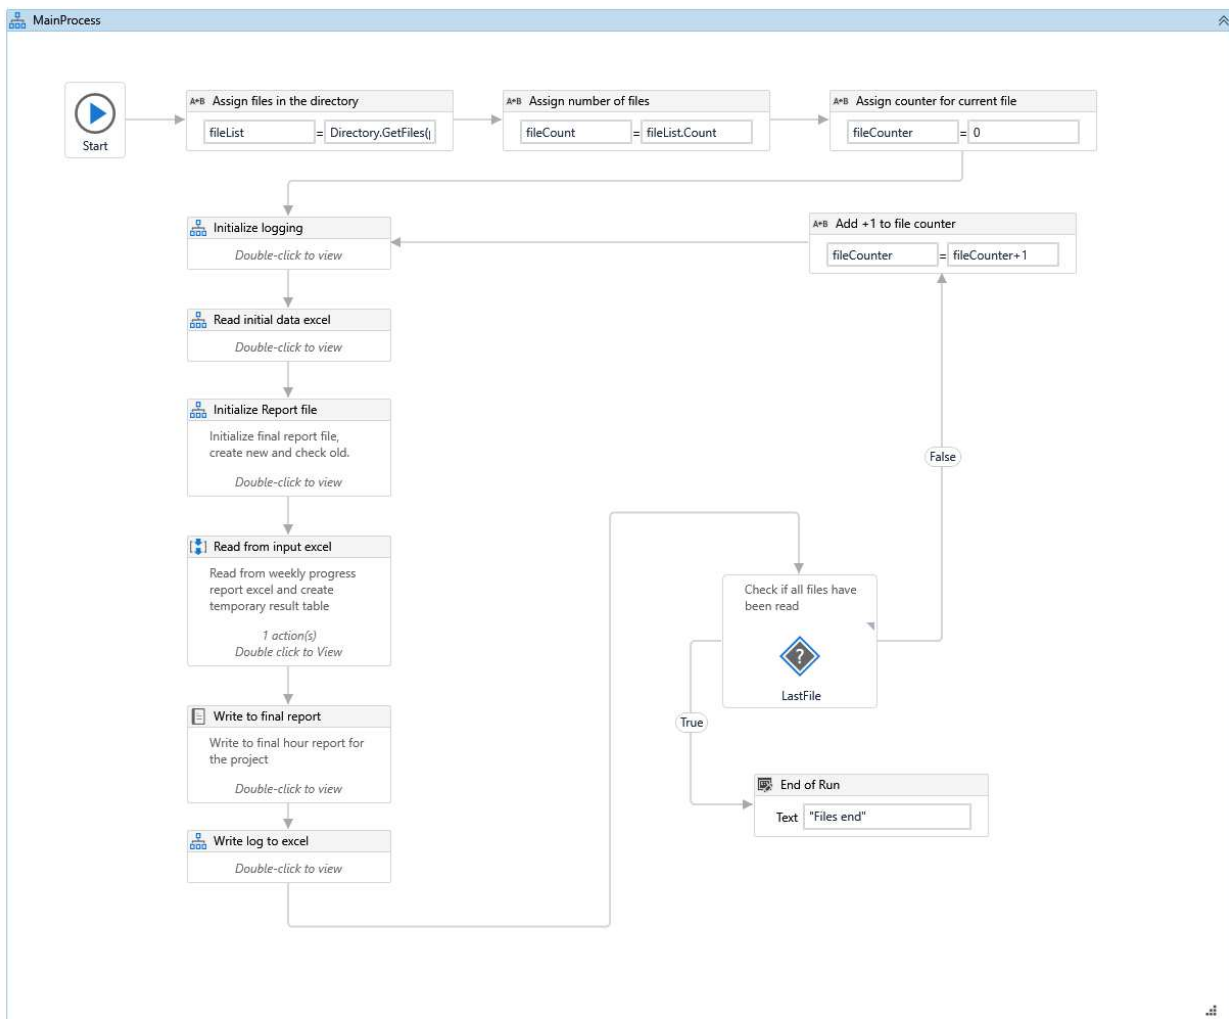 MainProcess
Start
A+B Assign files in the directory
fileList = Directory.GetFiles(
A+B Assign number of files
fileCount = fileList.Count
A+B Assign counter for current file
fileCounter = 0
Initialize logging
Double-click to view
A+B Add +1 to file counter
fileCounter = fileCounter+1
Read initial data excel
Double-click to view
Initialize Report file
Initialize final report file,
create new and check old.
Double-click to view
False
Read from input excel
Read from weekly progress
report excel and create
temporary result table
1 action(s)
Double click to View
Check if all files have
been read
?
LastFile
True
Write to final report
Write to final hour report for
the project
Double-click to view
End of Run
Text "Files end"
Write log to excel
Double-click to view